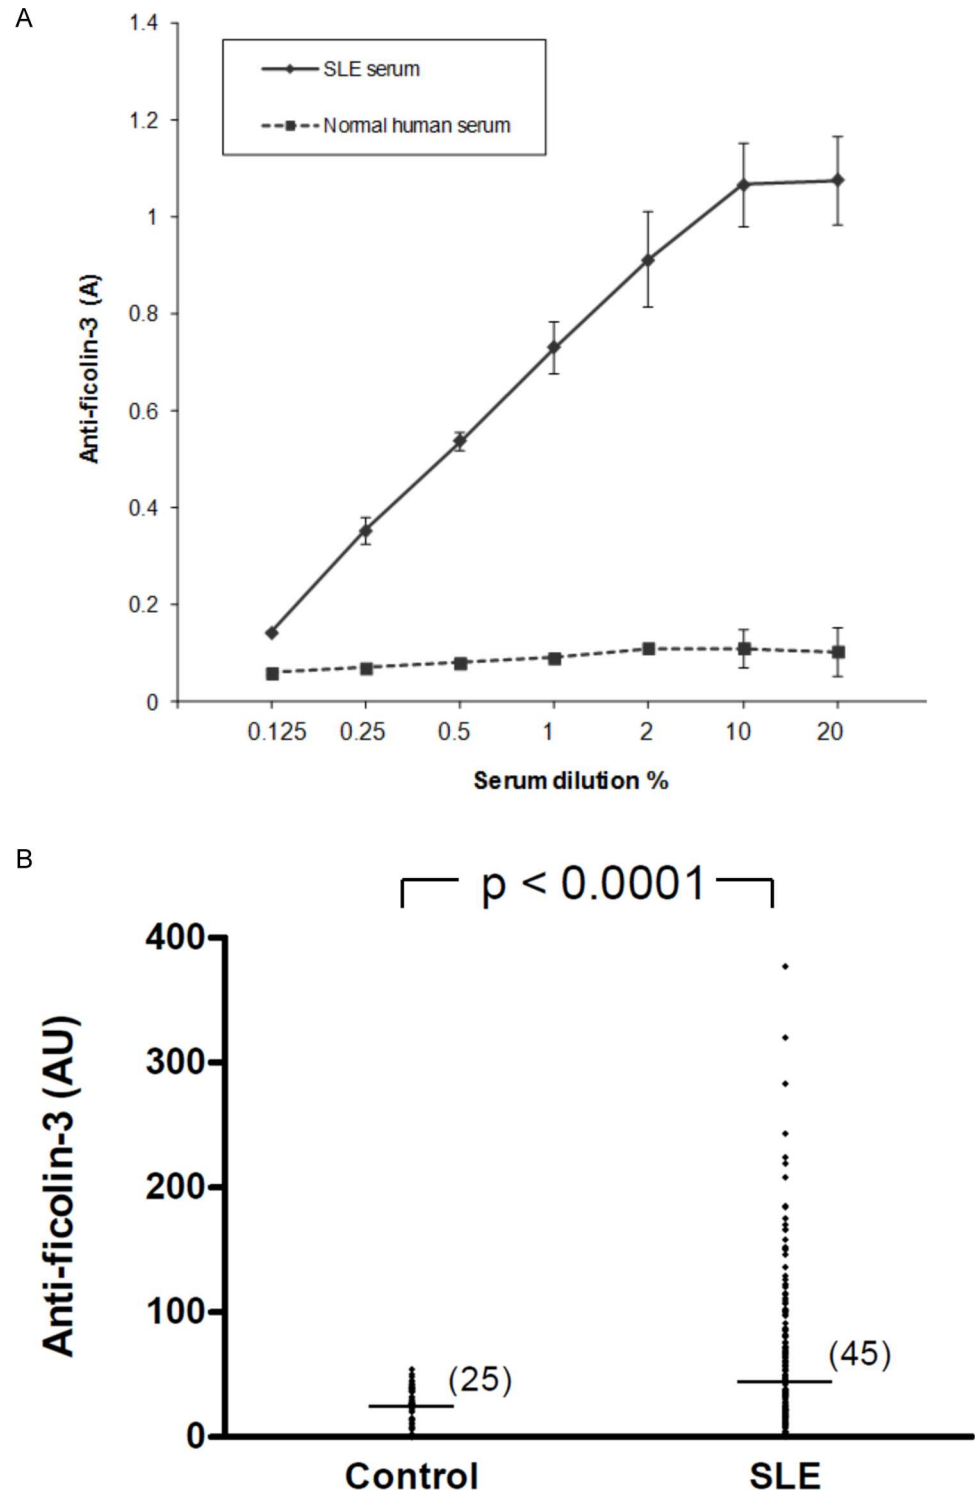 A
1.4
1.2
1
0.8
0.6
0.4
0.2
0
SLE serum
Normal human serum
Anti-ficolin-3 (A)
0.125 0.25 0.5 1 2 10 20
Serum dilution %
B
p < 0.0001
400
300
200
100
0
Anti-ficolin-3 (AU)
(25)
(45)
Control SLE